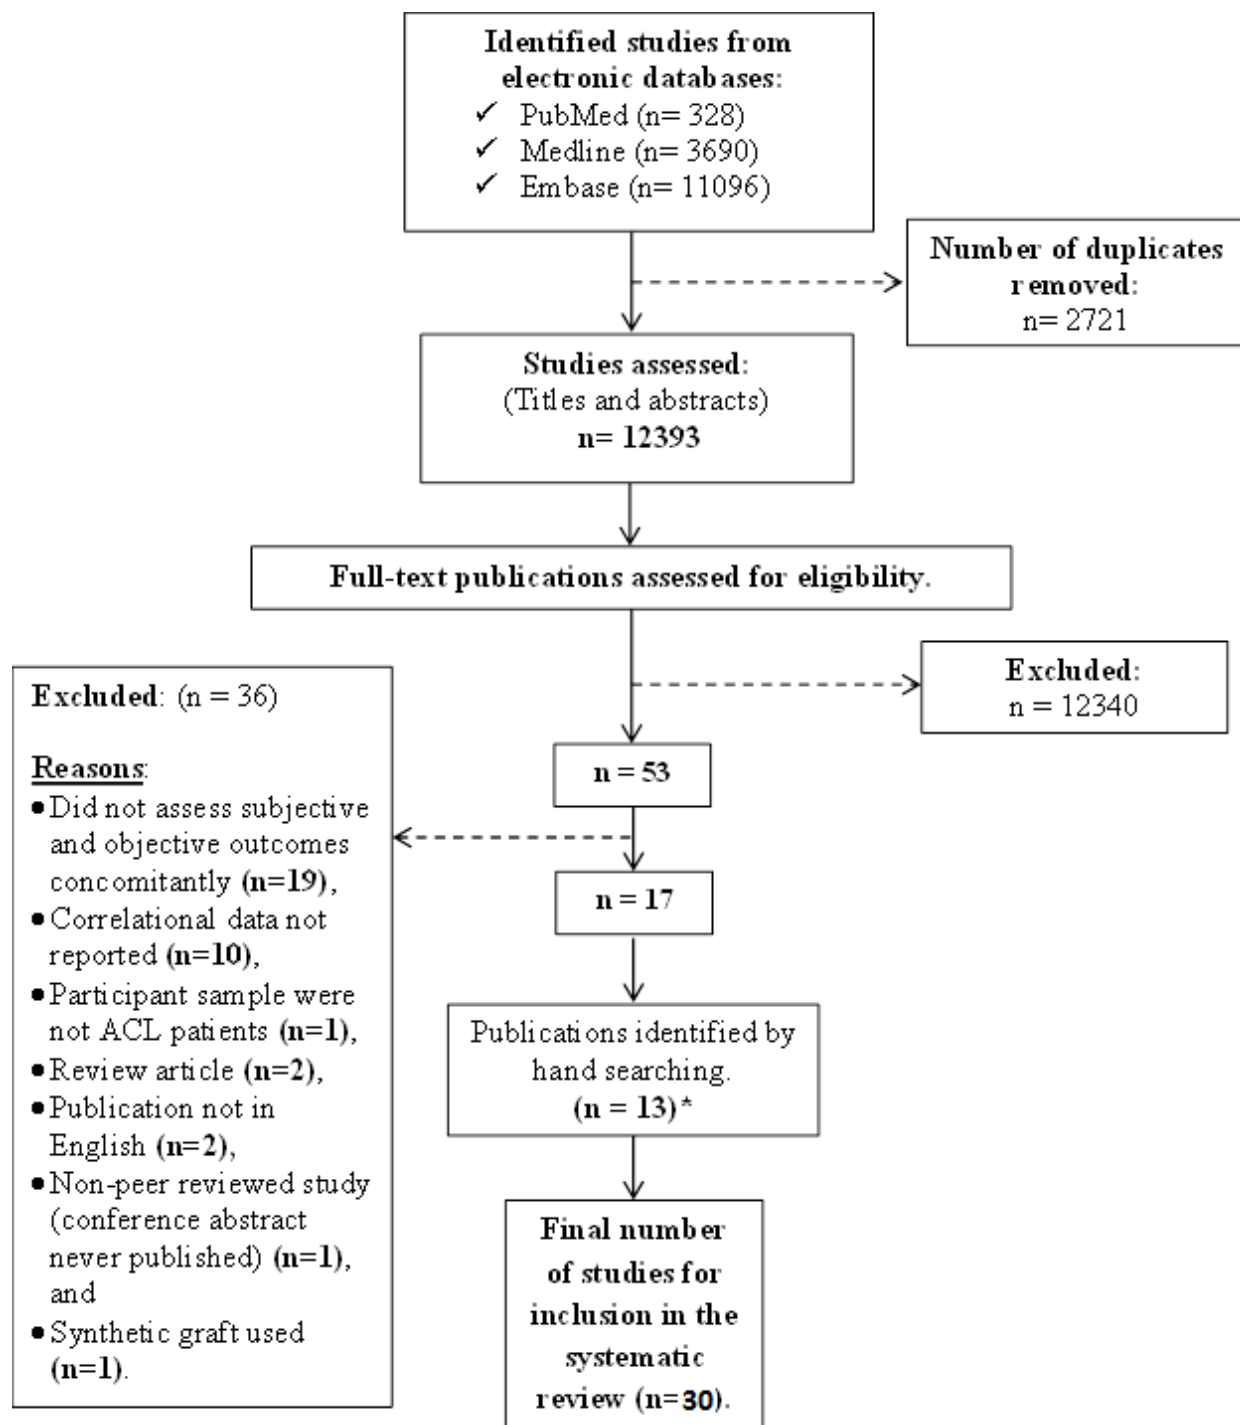 Identified studies from
electronic databases:
✓ PubMed (n= 328)
✓ Medline (n= 3690)
✓ Embase (n= 11096)
Number of duplicates
removed:
n= 2721
Studies assessed:
(Titles and abstracts)
n= 12393
Full-text publications assessed for eligibility.
Excluded:
n = 12340
n = 53
Excluded: (n = 36)
Reasons:
•Did not assess subjective
and objective outcomes
concomitantly (n=19),
•Correlational data not
reported (n=10),
•Participant sample were
not ACL patients (n=1),
•Review article (n=2),
•Publication not in
English (n=2),
•Non-peer reviewed study
(conference abstract
never published) (n=1),
and
•Synthetic graft used
(n=1).
n = 17
Publications identified by
hand searching.
(n = 13)*
Final number
of studies for
inclusion in the
systematic
review (n=30).